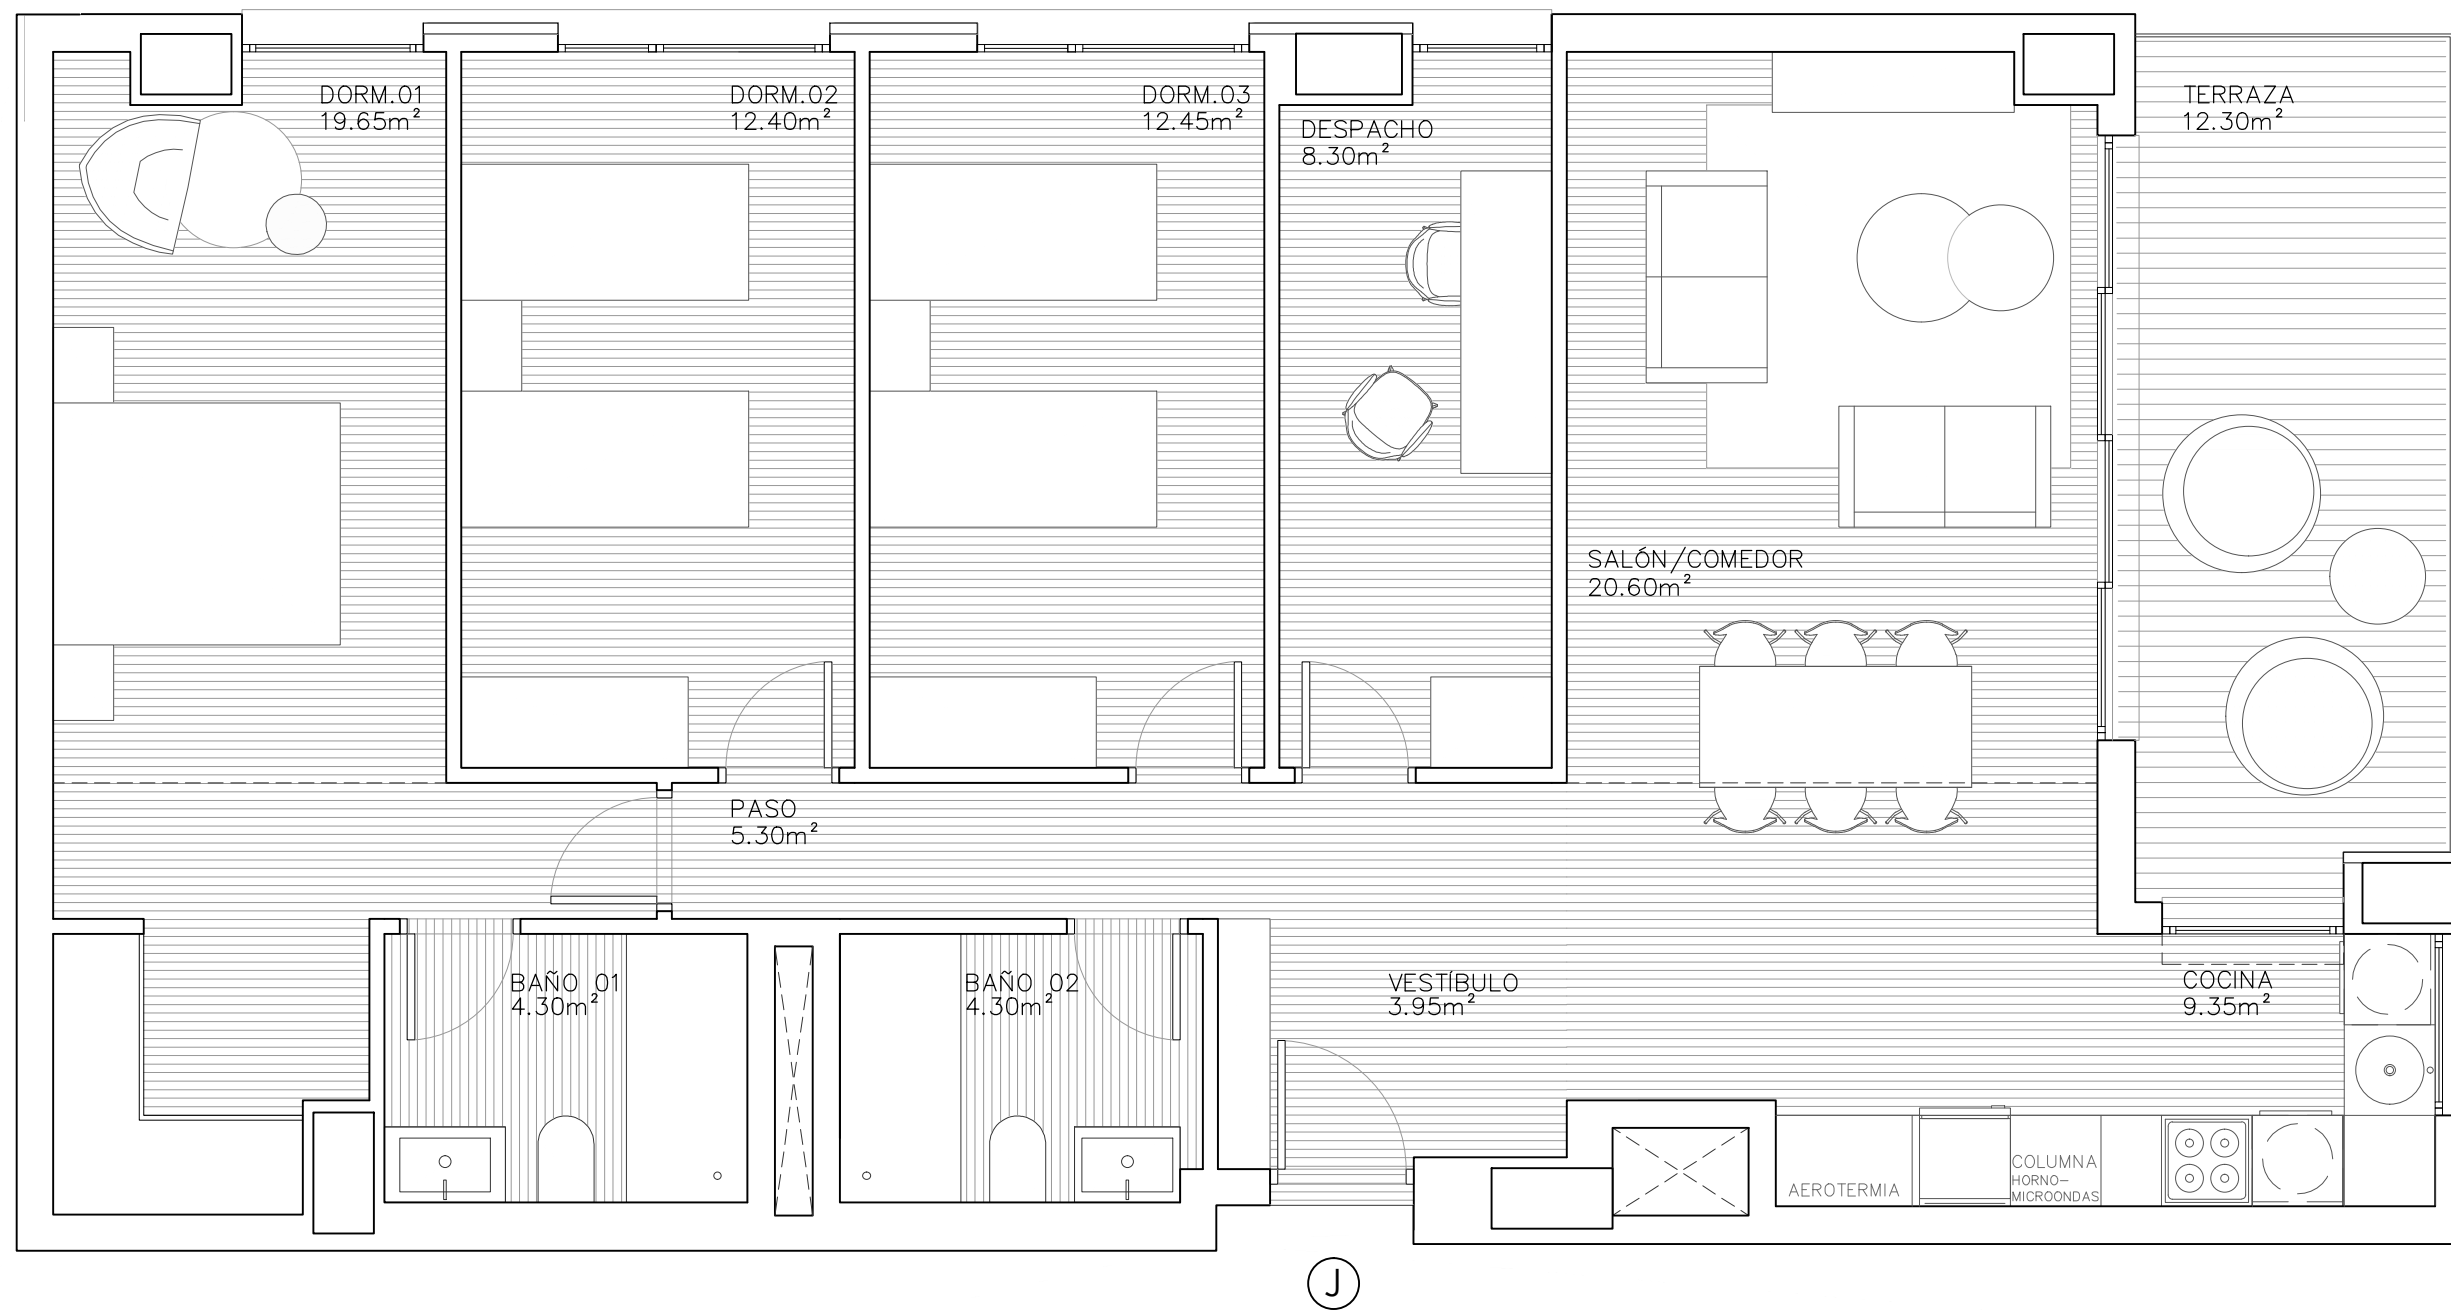 DORM.01
19.65m²
DORM.02
12.40m²
DORM.03
12.45m²
DESPACHO
8.30m²
TERRAZA
12.30m²
SALÓN/COMEDOR
20.60m²
PASO
5.30m²
BAÑO 01
4.30m²
BAÑO 02
4.30m²
VESTÍBULO
3.95m²
COCINA
9.35m²
AEROTERMIA
COLUMNA
HORNO-
MICROONDAS
J